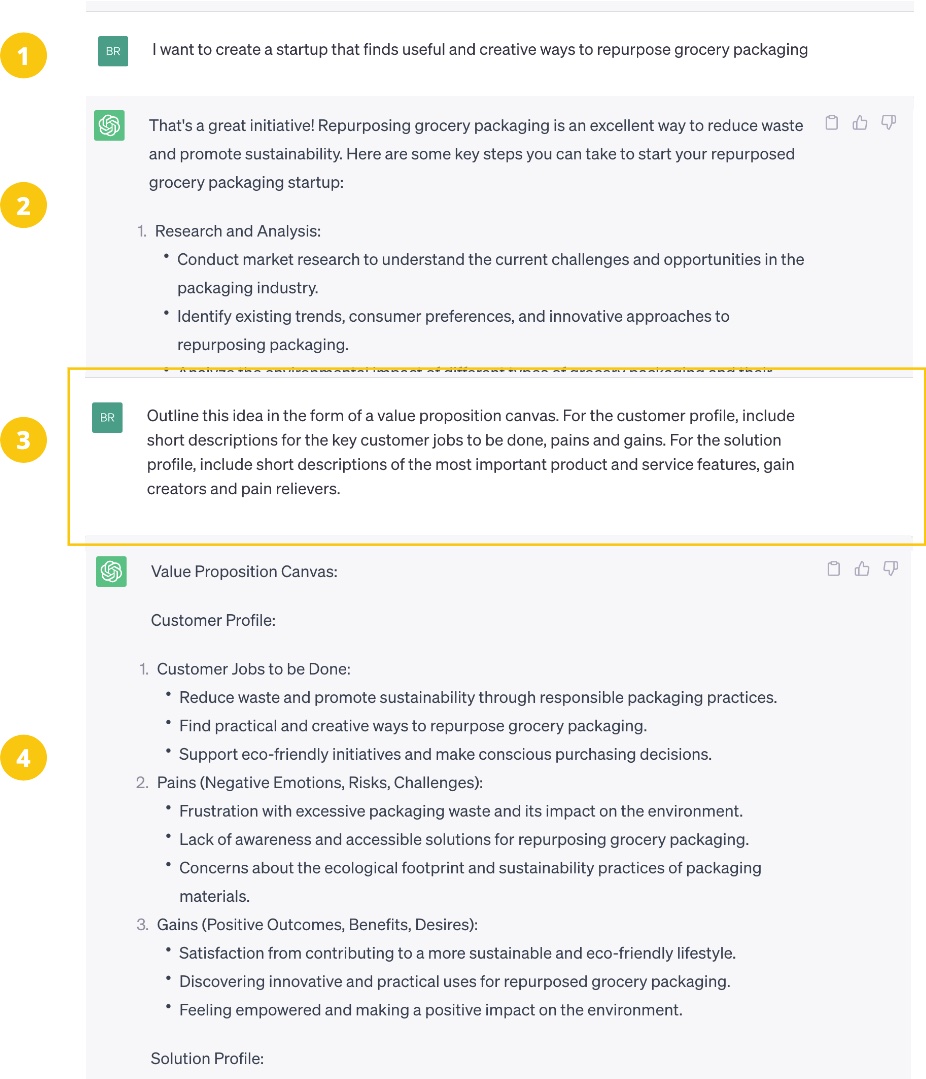 1
BR
I want to create a startup that finds useful and creative ways to repurpose grocery packaging
2
That's a great initiative! Repurposing grocery packaging is an excellent way to reduce waste
and promote sustainability. Here are some key steps you can take to start your repurposed
grocery packaging startup:
1. Research and Analysis:
• Conduct market research to understand the current challenges and opportunities in the
packaging industry.
• Identify existing trends, consumer preferences, and innovative approaches to
repurposing packaging.
• Analyze the environmental impact of different types of grocery packaging and their
3
BR
Outline this idea in the form of a value proposition canvas. For the customer profile, include
short descriptions for the key customer jobs to be done, pains and gains. For the solution
profile, include short descriptions of the most important product and service features, gain
creators and pain relievers.
4
Value Proposition Canvas:
Customer Profile:
1. Customer Jobs to be Done:
• Reduce waste and promote sustainability through responsible packaging practices.
• Find practical and creative ways to repurpose grocery packaging.
• Support eco-friendly initiatives and make conscious purchasing decisions.
2. Pains (Negative Emotions, Risks, Challenges):
• Frustration with excessive packaging waste and its impact on the environment.
• Lack of awareness and accessible solutions for repurposing grocery packaging.
• Concerns about the ecological footprint and sustainability practices of packaging
materials.
3. Gains (Positive Outcomes, Benefits, Desires):
• Satisfaction from contributing to a more sustainable and eco-friendly lifestyle.
• Discovering innovative and practical uses for repurposed grocery packaging.
• Feeling empowered and making a positive impact on the environment.
Solution Profile: